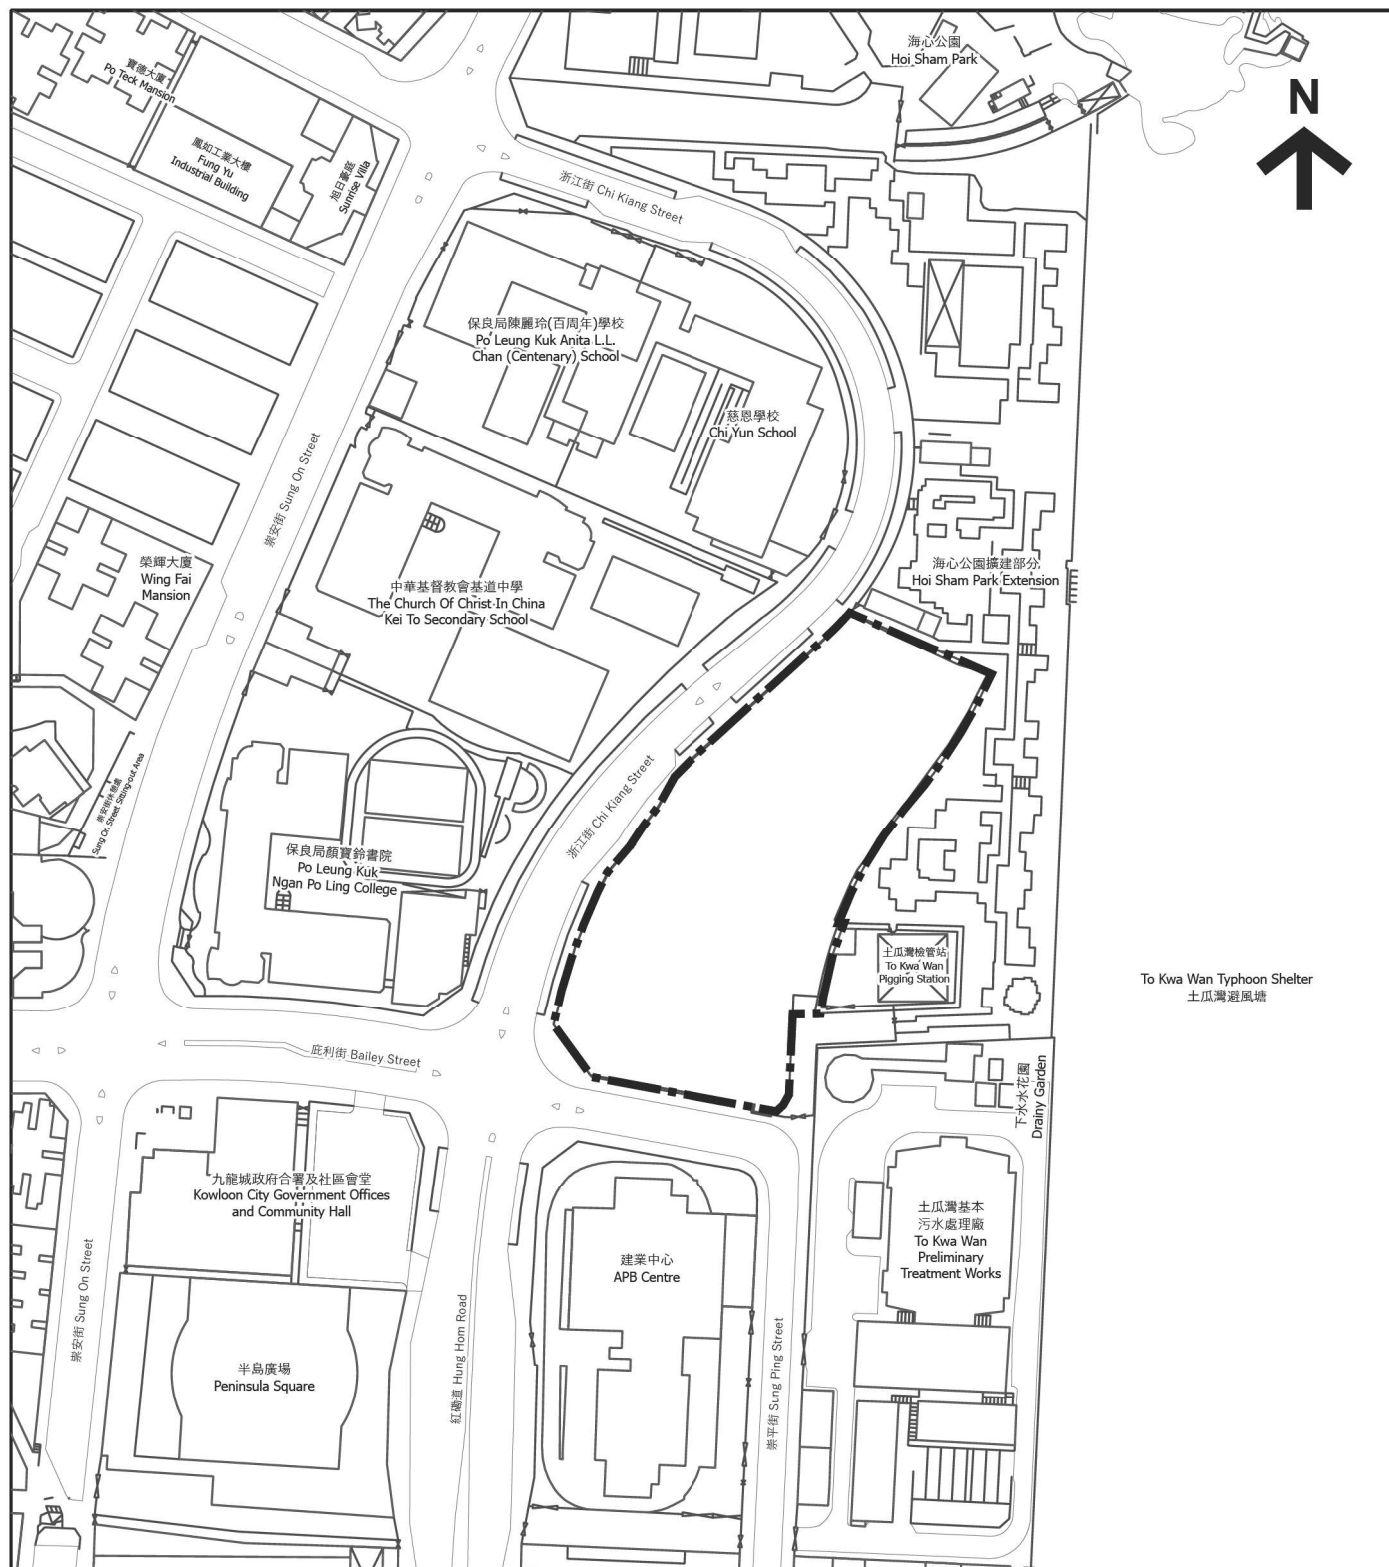 海心公園
Hoi Sham Park
N
寶德大廈
Po Teck Mansion
鳳如工業大樓
Fung Yu
Industrial Building
旭日豪庭
Sunrise Villa
浙江街 Chi Kiang Street
保良局陳麗玲(百周年)學校
Po Leung Kuk Anita L.L.
Chan (Centenary) School
慈恩學校
Chi Yun School
崇安街 Sung On Street
榮輝大廈
Wing Fai
Mansion
中華基督教會基道中學
The Church Of Christ In China
Kei To Secondary School
海心公園擴建部分
Hoi Sham Park Extension
崇安街休憩處
Sung On Street Sitting-out Area
浙江街 Chi Kiang Street
保良局顏寶鈴書院
Po Leung Kuk
Ngan Po Ling College
土瓜灣檢管站
To Kwa Wan
Pigging Station
To Kwa Wan Typhoon Shelter
土瓜灣避風塘
庇利街 Bailey Street
下水水花園
Drainy Garden
九龍城政府合署及社區會堂
Kowloon City Government Offices
and Community Hall
土瓜灣基本
污水處理廠
To Kwa Wan
Preliminary
Treatment Works
建業中心
APB Centre
崇安街 Sung On Street
半島廣場
Peninsula Square
紅磡道 Hung Hom Road
崇平街 Sung Ping Street